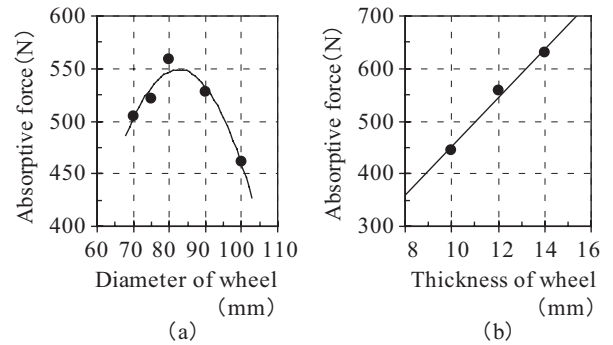 600
550
500
450
400
Absorptive force(N)
60 70 80 90 100 110
Diameter of wheel
(mm)
(a)
700
600
500
400
300
Absorptive force(N)
8 10 12 14 16
Thickness of wheel
(mm)
(b)